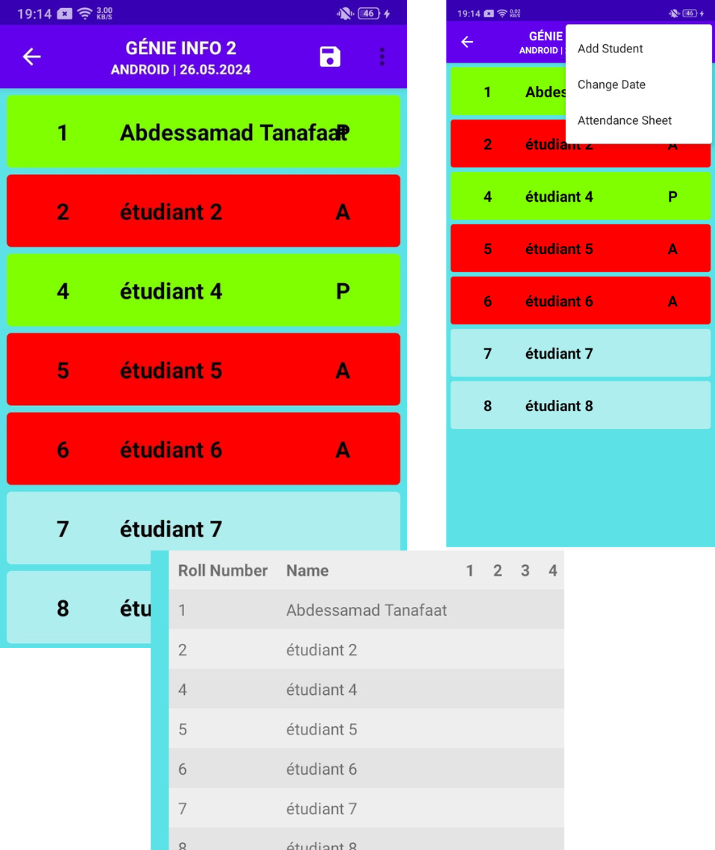 19:14 3.00 KB/S 46
GÉNIE INFO 2
ANDROID | 26.05.2024
1 Abdessamad Tanafaat P
2 étudiant 2 A
4 étudiant 4 P
5 étudiant 5 A
6 étudiant 6 A
7 étudiant 7
8 étu
19:14 46
GÉNIE
ANDROID |
Add Student
Change Date
Attendance Sheet
1 Abdes
2 étudiant 2 A
4 étudiant 4 P
5 étudiant 5 A
6 étudiant 6 A
7 étudiant 7
8 étudiant 8
Roll Number Name 1 2 3 4
1 Abdessamad Tanafaat
2 étudiant 2
4 étudiant 4
5 étudiant 5
6 étudiant 6
7 étudiant 7
8 étudiant 8